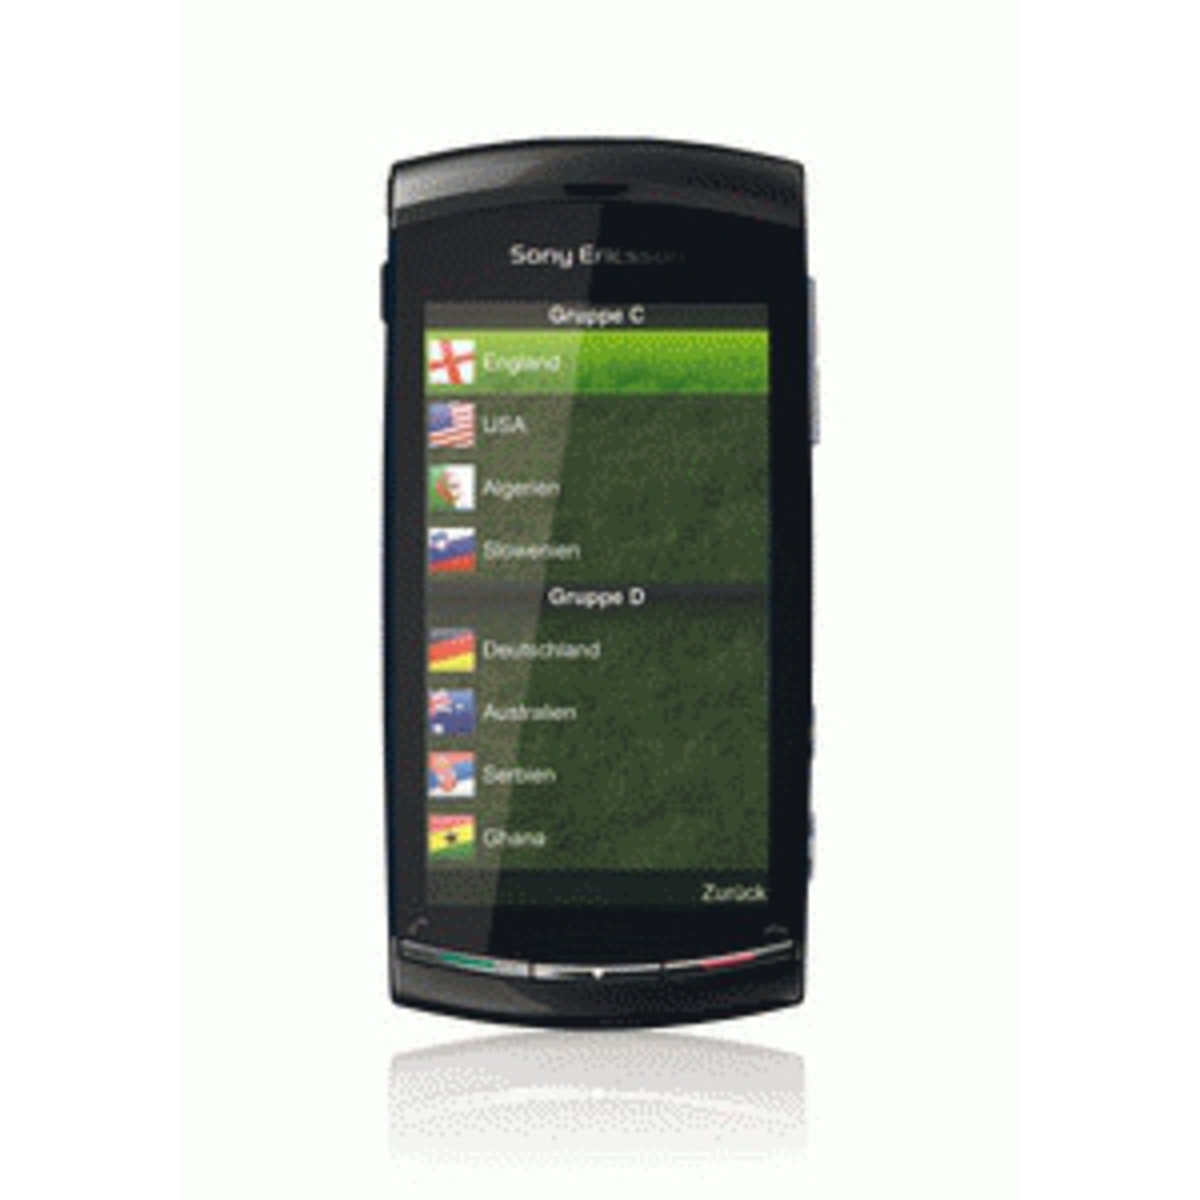 Sony Ericsson
Gruppe C
England
USA
Algerien
Slowenien
Gruppe D
Deutschland
Australien
Serbien
Ghana
Zurück